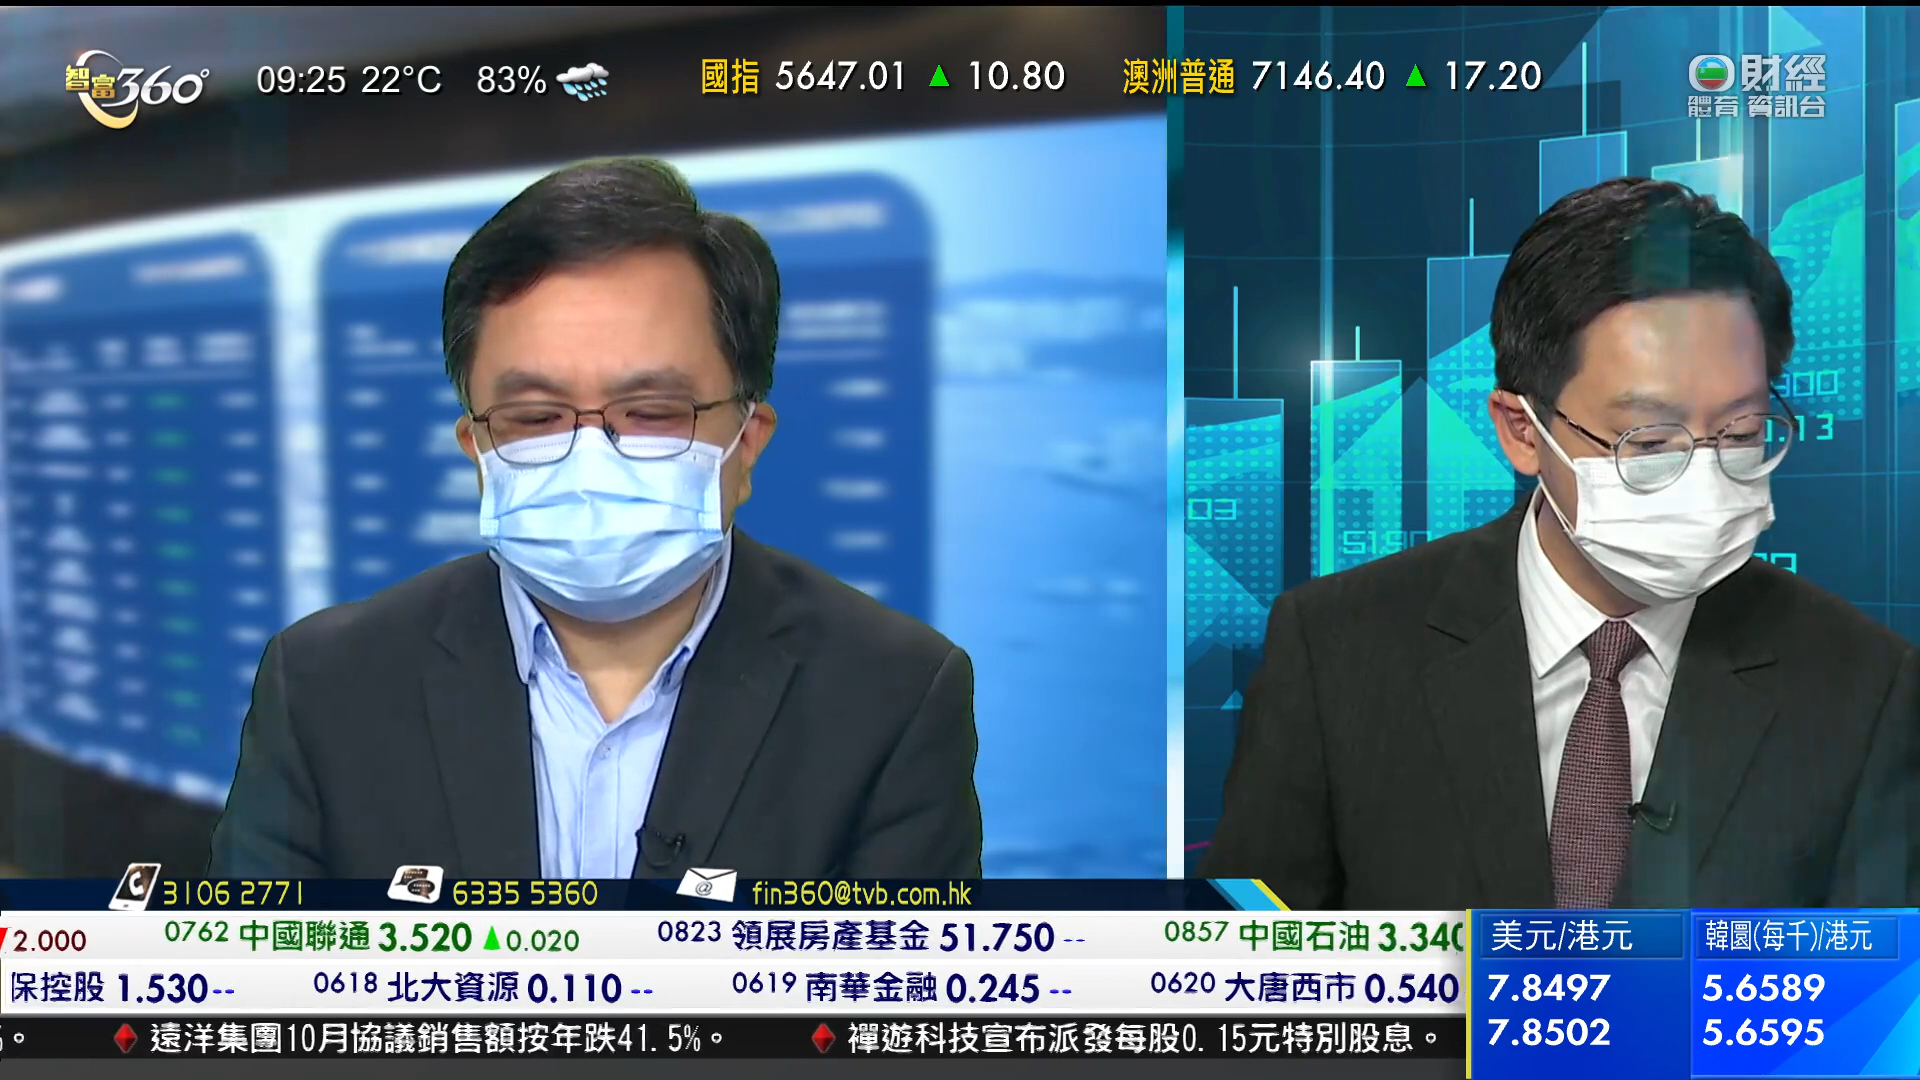 智富360°
09:25 22°C 83%
國指 5647.01 ▲ 10.80 澳洲普通 7146.40 ▲ 17.20
財經
體育 資訊台
3106 2771 6335 5360 fin360@tvb.com.hk
2.000 0762 中國聯通 3.520 ▲0.020 0823 領展房產基金 51.750 -- 0857 中國石油 3.340
保控股 1.530-- 0618 北大資源 0.110 -- 0619 南華金融 0.245 -- 0620 大唐西市 0.540
。 遠洋集團10月協議銷售額按年跌41.5%。 禪遊科技宣布派發每股0.15元特別股息。
美元/港元 韓圜(每千)/港元
7.8497 5.6589
7.8502 5.6595